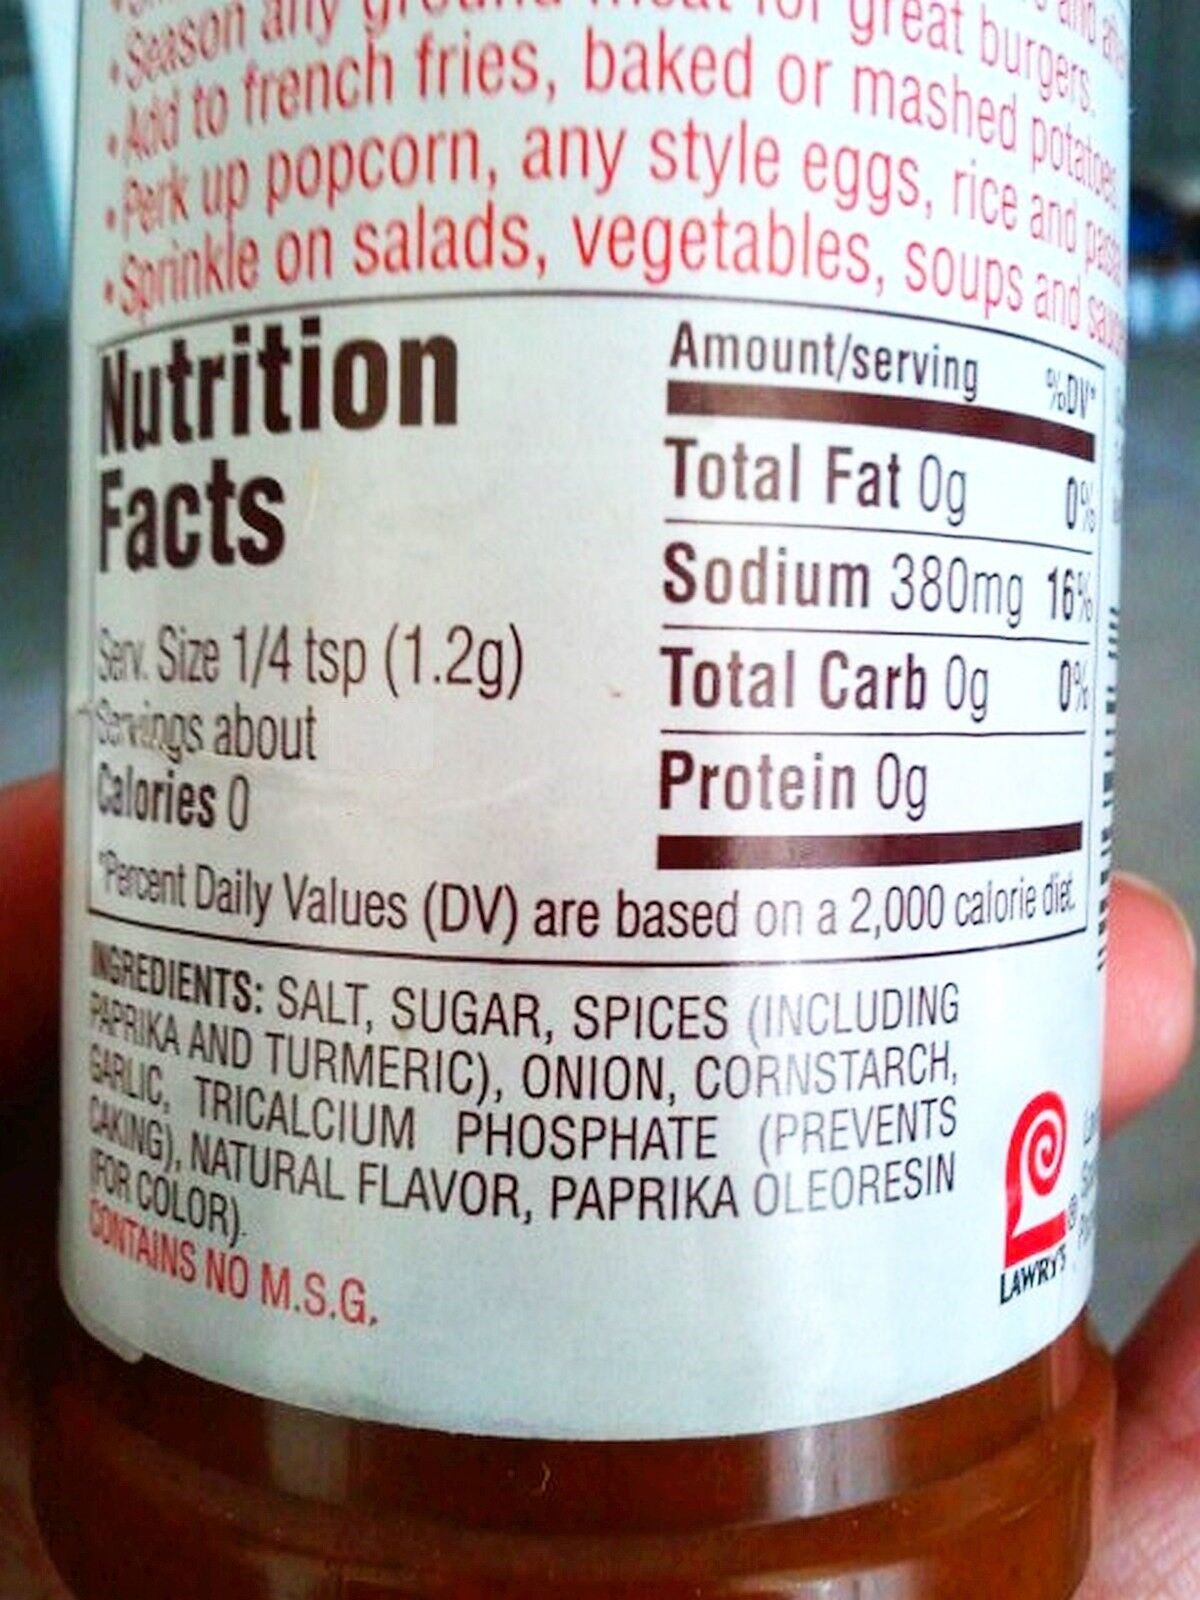 •Season any ground meat for great burgers.
•Add to french fries, baked or mashed potatoes.
•Perk up popcorn, any style eggs, rice and pasta
•Sprinkle on salads, vegetables, soups and
Nutrition
Facts
Serv. Size 1/4 tsp (1.2g)
Servings about
Calories 0
Amount/serving %DV*
Total Fat 0g 0%
Sodium 380mg 16%
Total Carb 0g 0%
Protein 0g
*Percent Daily Values (DV) are based on a 2,000 calorie diet.
INGREDIENTS: SALT, SUGAR, SPICES (INCLUDING
PAPRIKA AND TURMERIC), ONION, CORNSTARCH,
GARLIC, TRICALCIUM PHOSPHATE (PREVENTS
CAKING), NATURAL FLAVOR, PAPRIKA OLEORESIN
(FOR COLOR).
CONTAINS NO M.S.G.
LAWRY'S
®